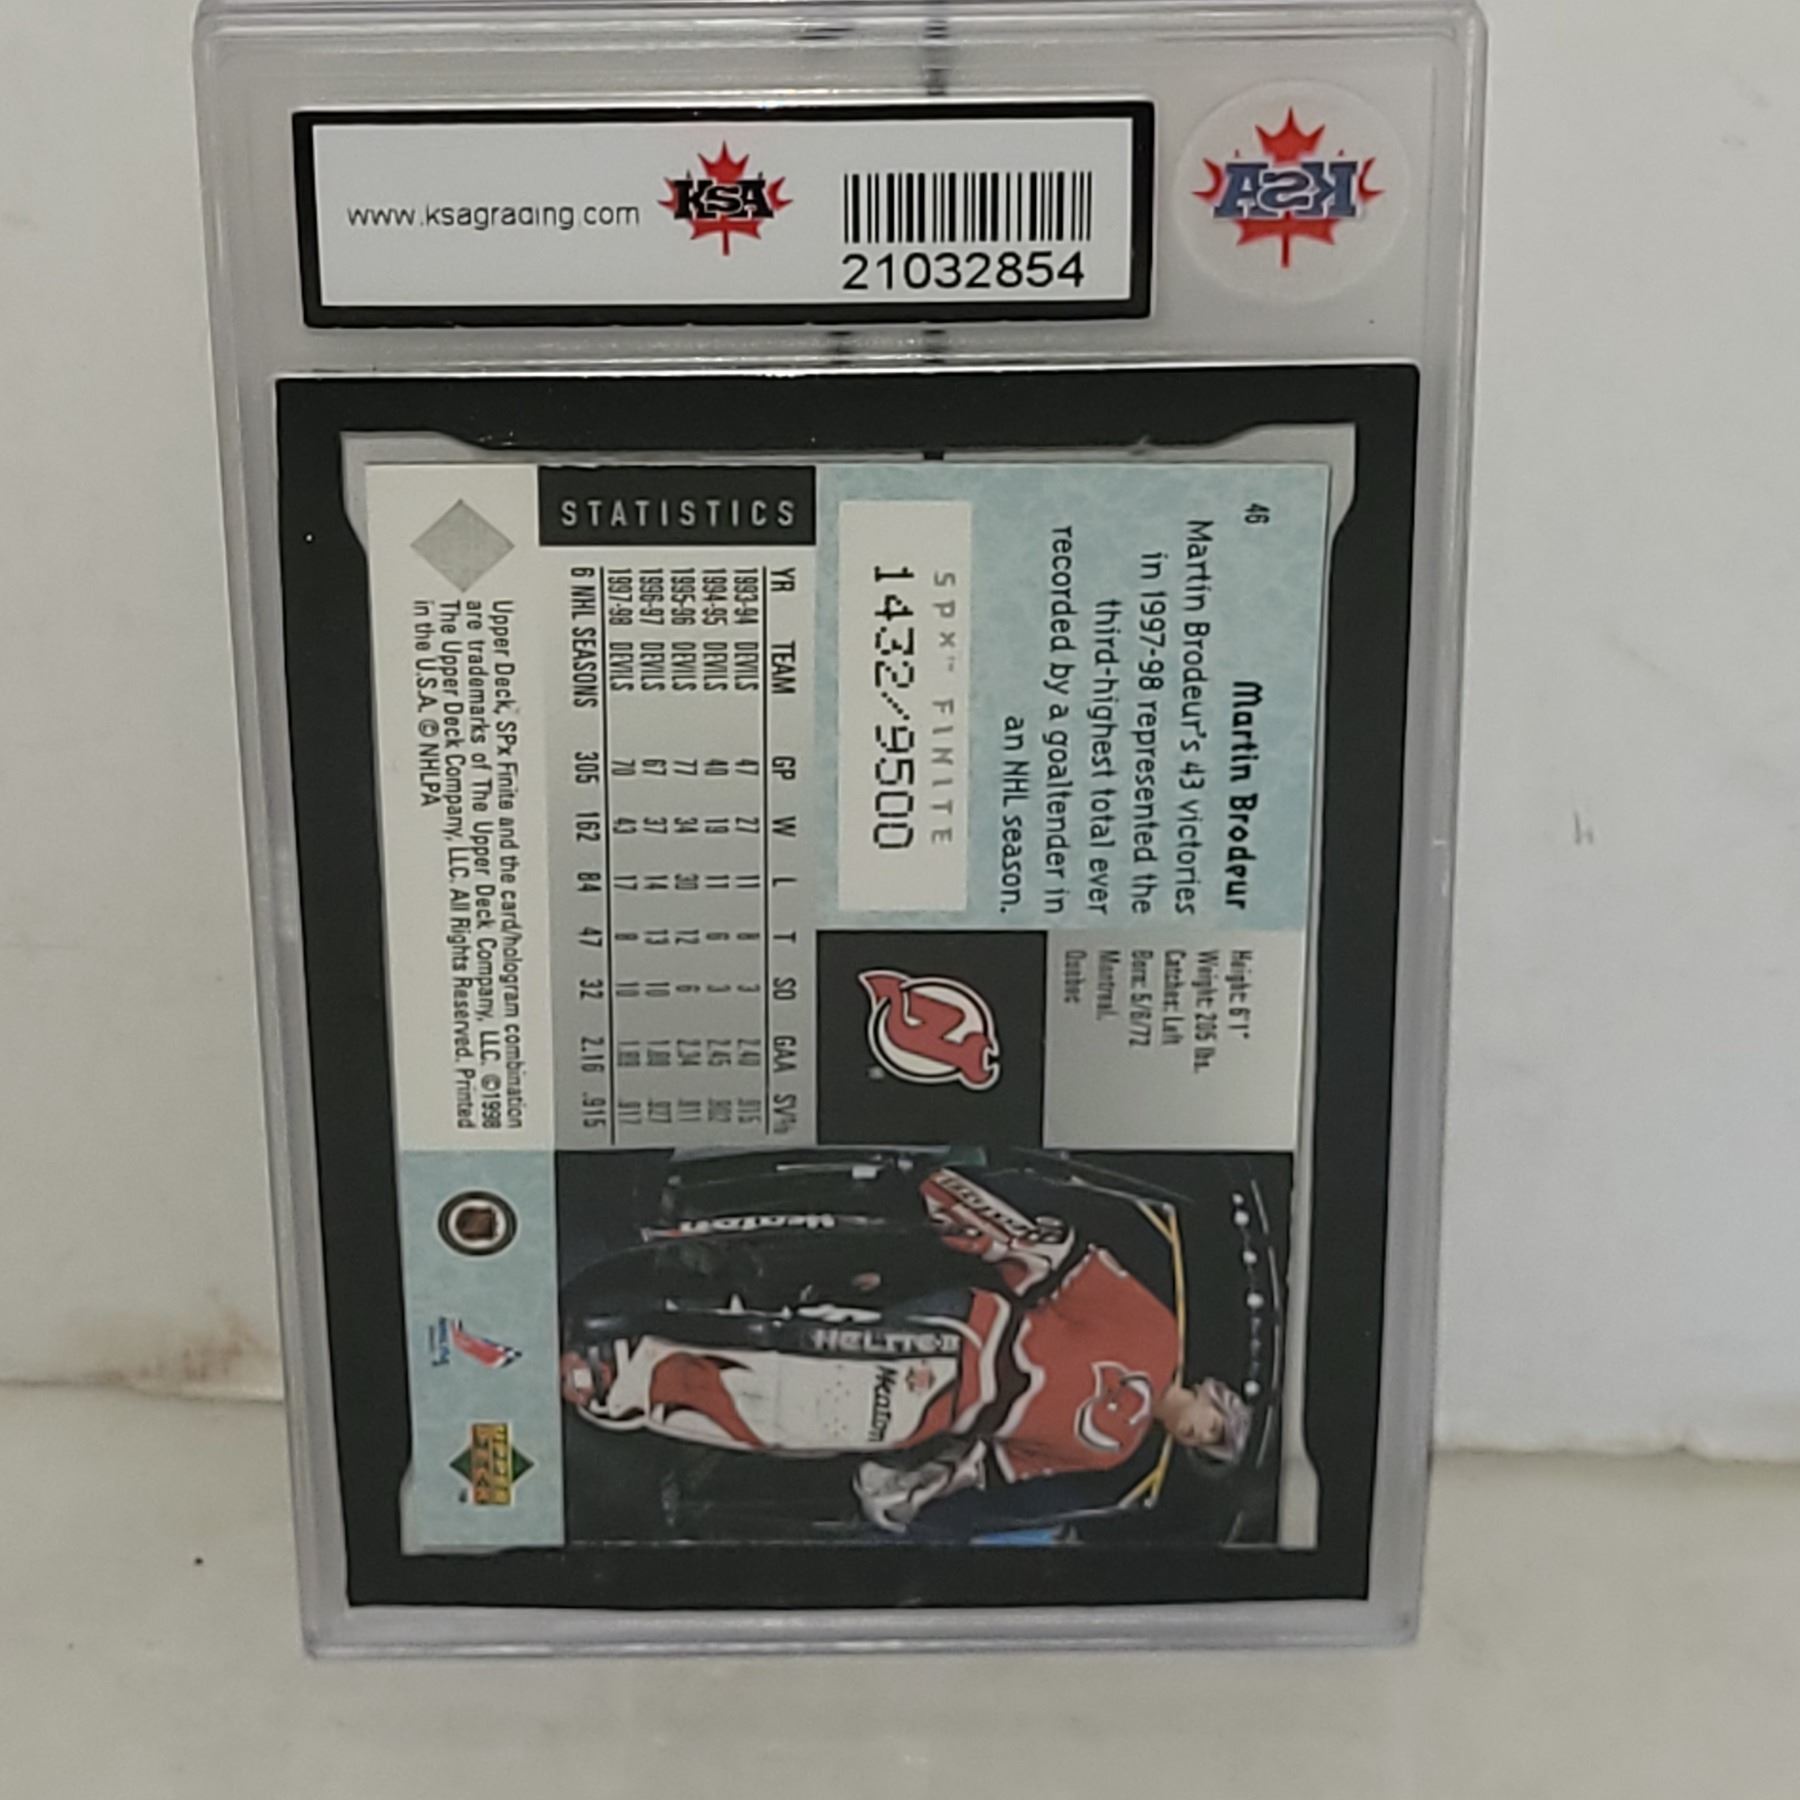 www.ksagrading.com
KSA
21032854
KSA
46
Martin Brodeur
Martin Brodeur's 43 victories
in 1997-98 represented the
third-highest total ever
recorded by a goaltender in
an NHL season.
Height: 6'1"
Weight: 205 lbs.
Catches: Left
Born: 5/6/72
Montreal,
Quebec
SPx™ FINITE
1432/9500
STATISTICS
YR TEAM GP W L T SO GAA SV%
1993-94 DEVILS 47 27 11 8 3 2.40 .915
1994-95 DEVILS 40 19 11 6 3 2.45 .902
1995-96 DEVILS 77 34 30 12 6 2.34 .911
1996-97 DEVILS 67 37 14 13 10 1.88 .927
1997-98 DEVILS 70 43 17 8 10 1.89 .917
6 NHL SEASONS 305 162 84 47 32 2.16 .915
Upper Deck, SPx Finite and the card/hologram combination
are trademarks of The Upper Deck Company, LLC. ©1998
The Upper Deck Company, LLC. All Rights Reserved. Printed
in the U.S.A. © NHLPA
Heaton
UPPER
DECK